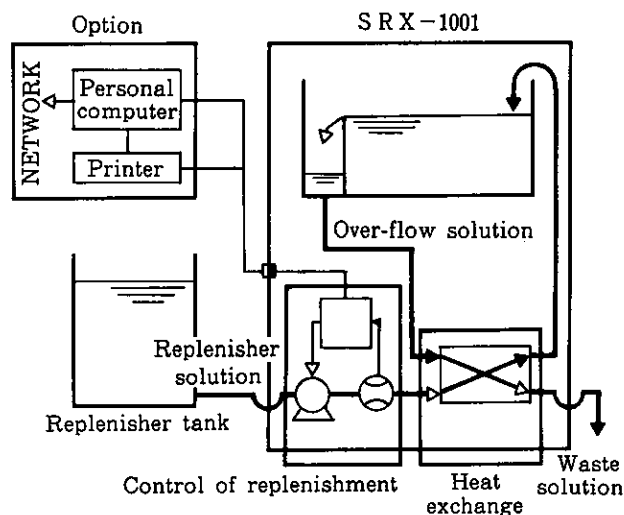 Option
SRX-1001
NETWORK
Personal
computer
Printer
Over-flow solution
Replenisher
solution
Replenisher tank
Control of replenishment
Heat
exchange
Waste
solution